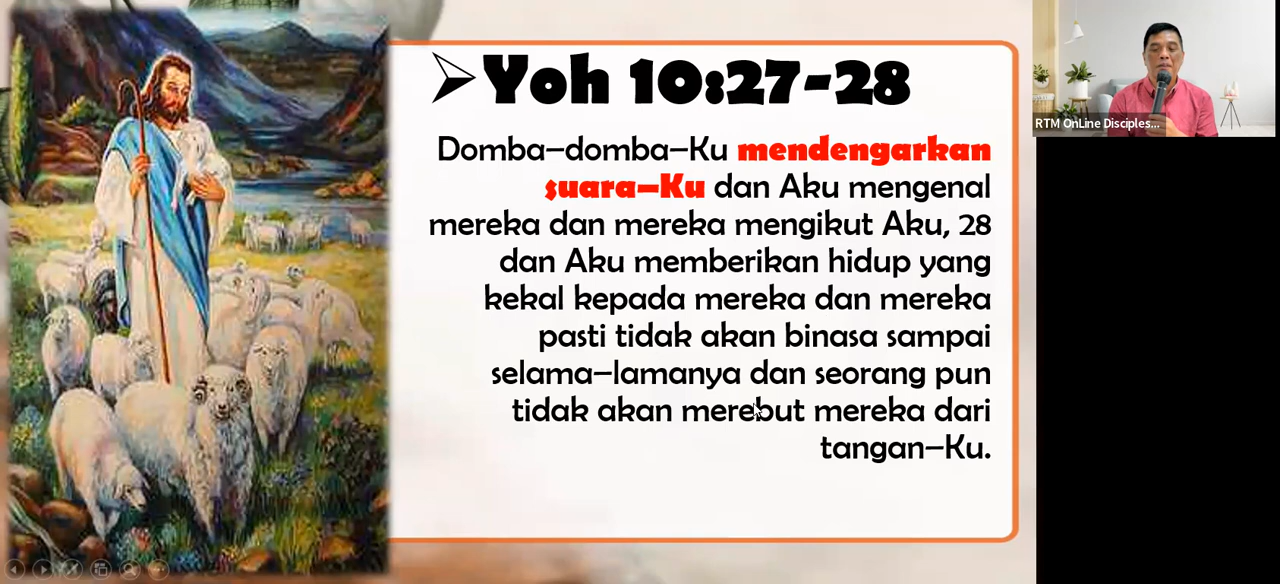 Yoh 10:27-28
Domba-domba-Ku mendengarkan
suara-Ku dan Aku mengenal
mereka dan mereka mengikut Aku, 28
dan Aku memberikan hidup yang
kekal kepada mereka dan mereka
pasti tidak akan binasa sampai
selama-lamanya dan seorang pun
tidak akan merebut mereka dari
tangan-Ku.
RTM OnLine Disciples...